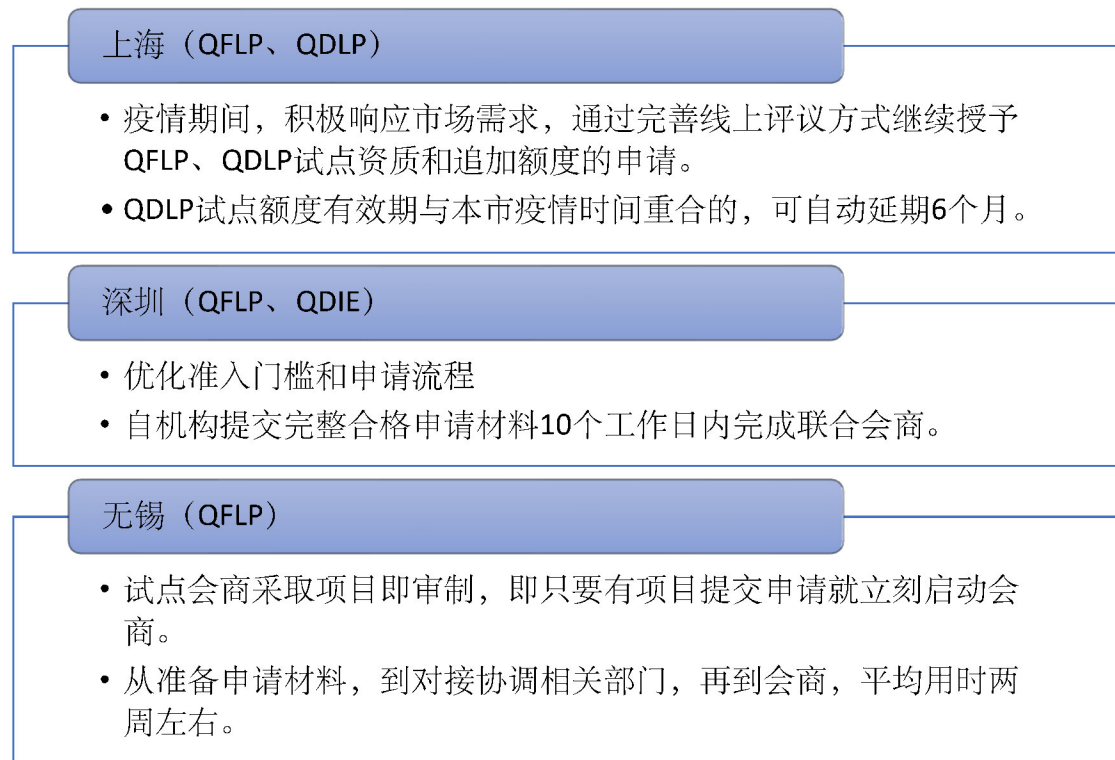 上海（QFLP、QDLP）
• 疫情期间，积极响应市场需求，通过完善线上评议方式继续授予
QFLP、QDLP试点资质和追加额度的申请。
• QDLP试点额度有效期与本市疫情时间重合的，可自动延期6个月。
深圳（QFLP、QDIE）
• 优化准入门槛和申请流程
• 自机构提交完整合格申请材料10个工作日内完成联合会商。
无锡（QFLP）
• 试点会商采取项目即审制，即只要有项目提交申请就立刻启动会
商。
• 从准备申请材料，到对接协调相关部门，再到会商，平均用时两
周左右。